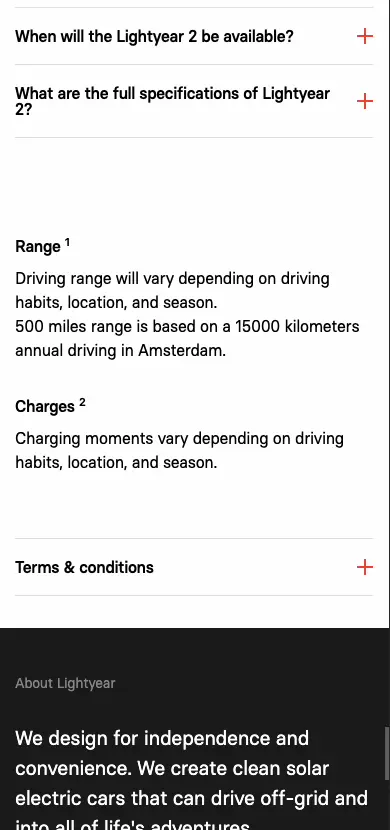 When will the Lightyear 2 be available?
What are the full specifications of Lightyear
2?
Range 1
Driving range will vary depending on driving
habits, location, and season.
500 miles range is based on a 15000 kilometers
annual driving in Amsterdam.
Charges 2
Charging moments vary depending on driving
habits, location, and season.
Terms & conditions
About Lightyear
We design for independence and
convenience. We create clean solar
electric cars that can drive off-grid and
into all of life's adventures